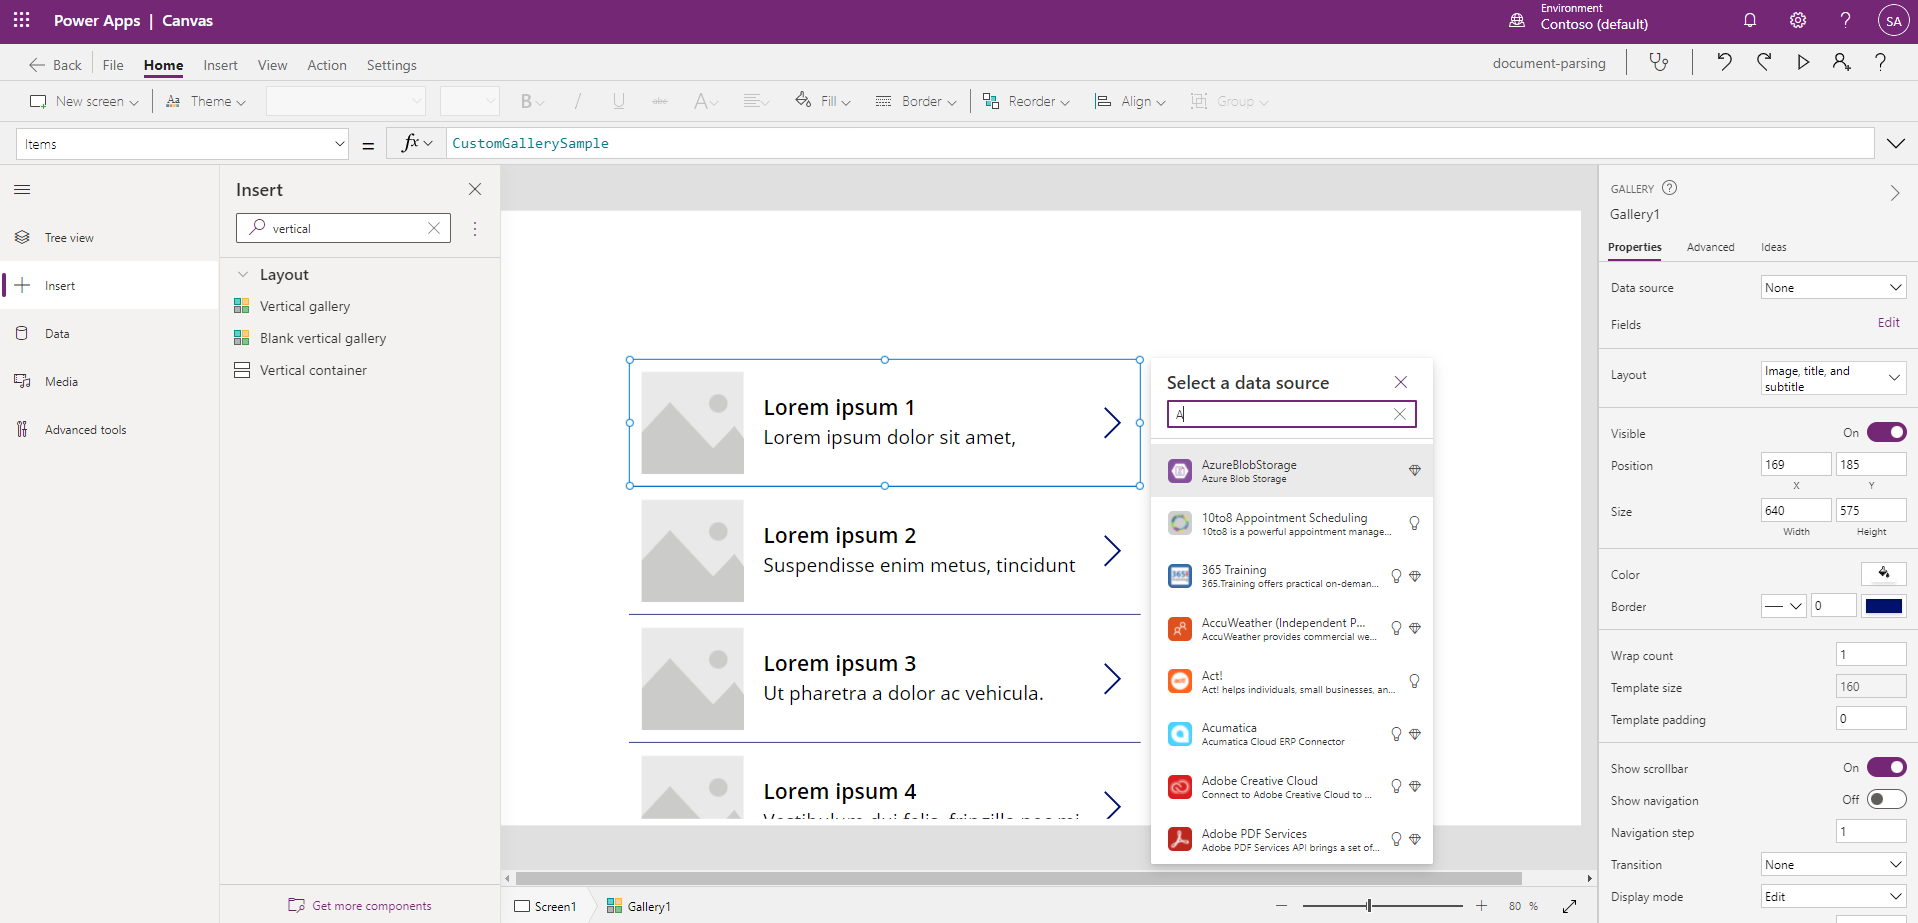 Power Apps | Canvas
Environment
Contoso (default)
SA
Back
File
Home
Insert
View
Action
Settings
document-parsing
New screen
Theme
B
I
U
abc
A
Fill
Border
Reorder
Align
Group
Items
=
fx
CustomGallerySample
Tree view
Insert
Data
Media
Advanced tools
Insert
vertical
Layout
Vertical gallery
Blank vertical gallery
Vertical container
Get more components
Lorem ipsum 1
Lorem ipsum dolor sit amet,
Lorem ipsum 2
Suspendisse enim metus, tincidunt
Lorem ipsum 3
Ut pharetra a dolor ac vehicula.
Lorem ipsum 4
Select a data source
A
AzureBlobStorage
Azure Blob Storage
10to8 Appointment Scheduling
10to8 is a powerful appointment manage...
365 Training
365.Training offers practical on-deman...
AccuWeather (Independent P...
AccuWeather provides commercial we...
Act!
Act! helps individuals, small businesses, an...
Acumatica
Acumatica Cloud ERP Connector
Adobe Creative Cloud
Connect to Adobe Creative Cloud to ...
Adobe PDF Services
Adobe PDF Services API brings a set of...
Screen1
Gallery1
80 %
GALLERY
Gallery1
Properties
Advanced
Ideas
Data source
None
Fields
Edit
Layout
Image, title, and
subtitle
Visible
On
Position
169
185
X
Y
Size
640
575
Width
Height
Color
Border
0
Wrap count
1
Template size
160
Template padding
0
Show scrollbar
On
Show navigation
Off
Navigation step
1
Transition
None
Display mode
Edit